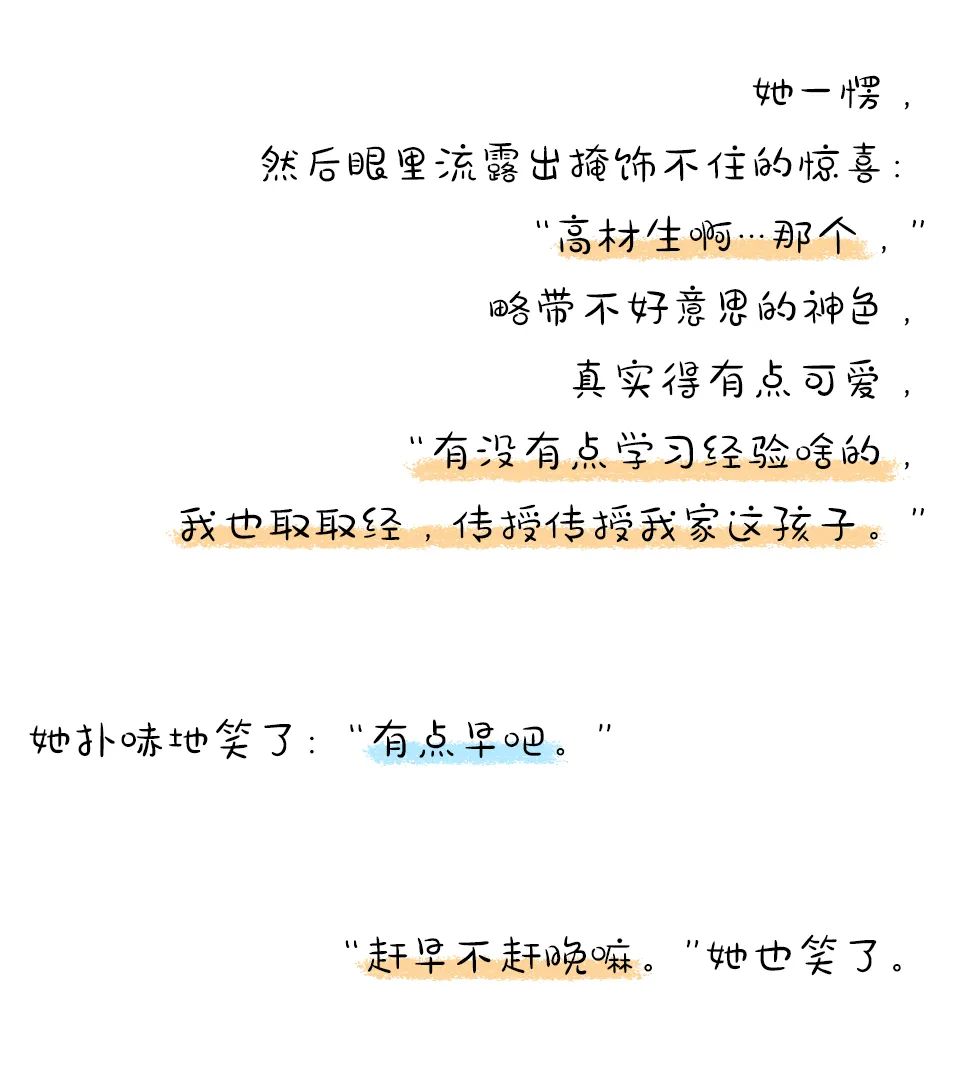 她一愣，
然后眼里流露出掩饰不住的惊喜：
“高材生啊…那个，”
略带不好意思的神色，
真实得有点可爱，
“有没有点学习经验啥的，
我也取取经，传授传授我家这孩子。”
她扑哧地笑了：“有点早吧。”
“赶早不赶晚嘛。”她也笑了。